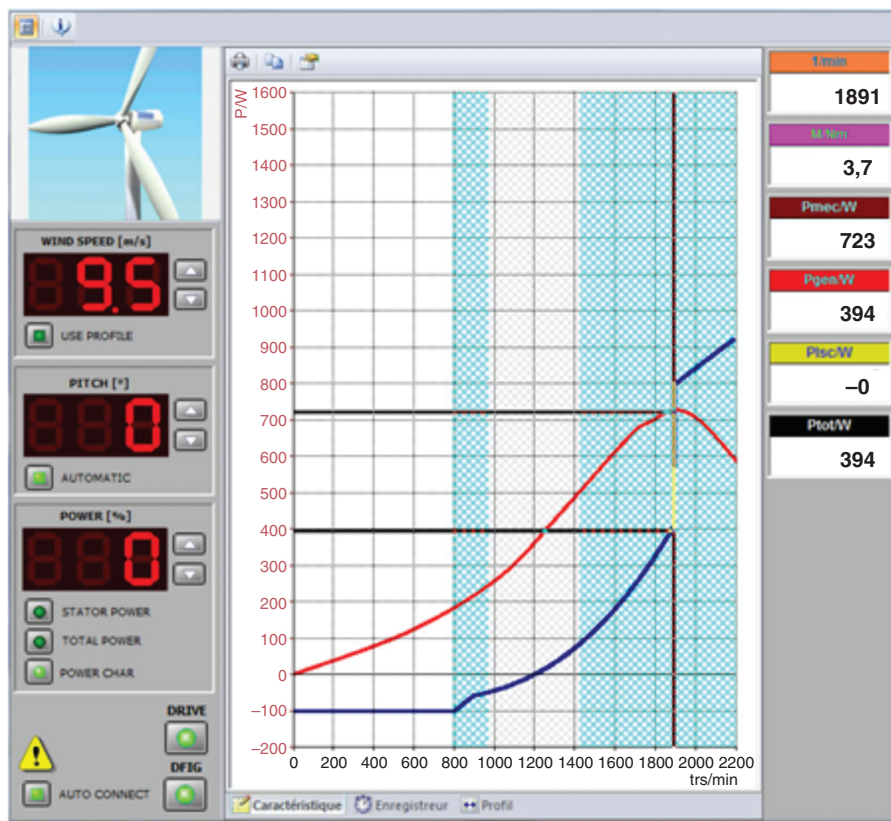 WIND SPEED [m/s]
9.5
USE PROFILE
PITCH [°]
0
AUTOMATIC
POWER [%]
0
STATOR POWER
TOTAL POWER
POWER CHAR
DRIVE
DFIG
AUTO CONNECT
P/W
1600
1500
1400
1300
1200
1100
1000
900
800
700
600
500
400
300
200
100
0
–100
–200
0 200 400 600 800 1000 1200 1400 1600 1800 2000 2200
trs/min
Caractéristique Enregistreur Profil
1/min
1891
M/Nm
3,7
Pmec/W
723
Pgen/W
394
Plsc/W
–0
Ptot/W
394